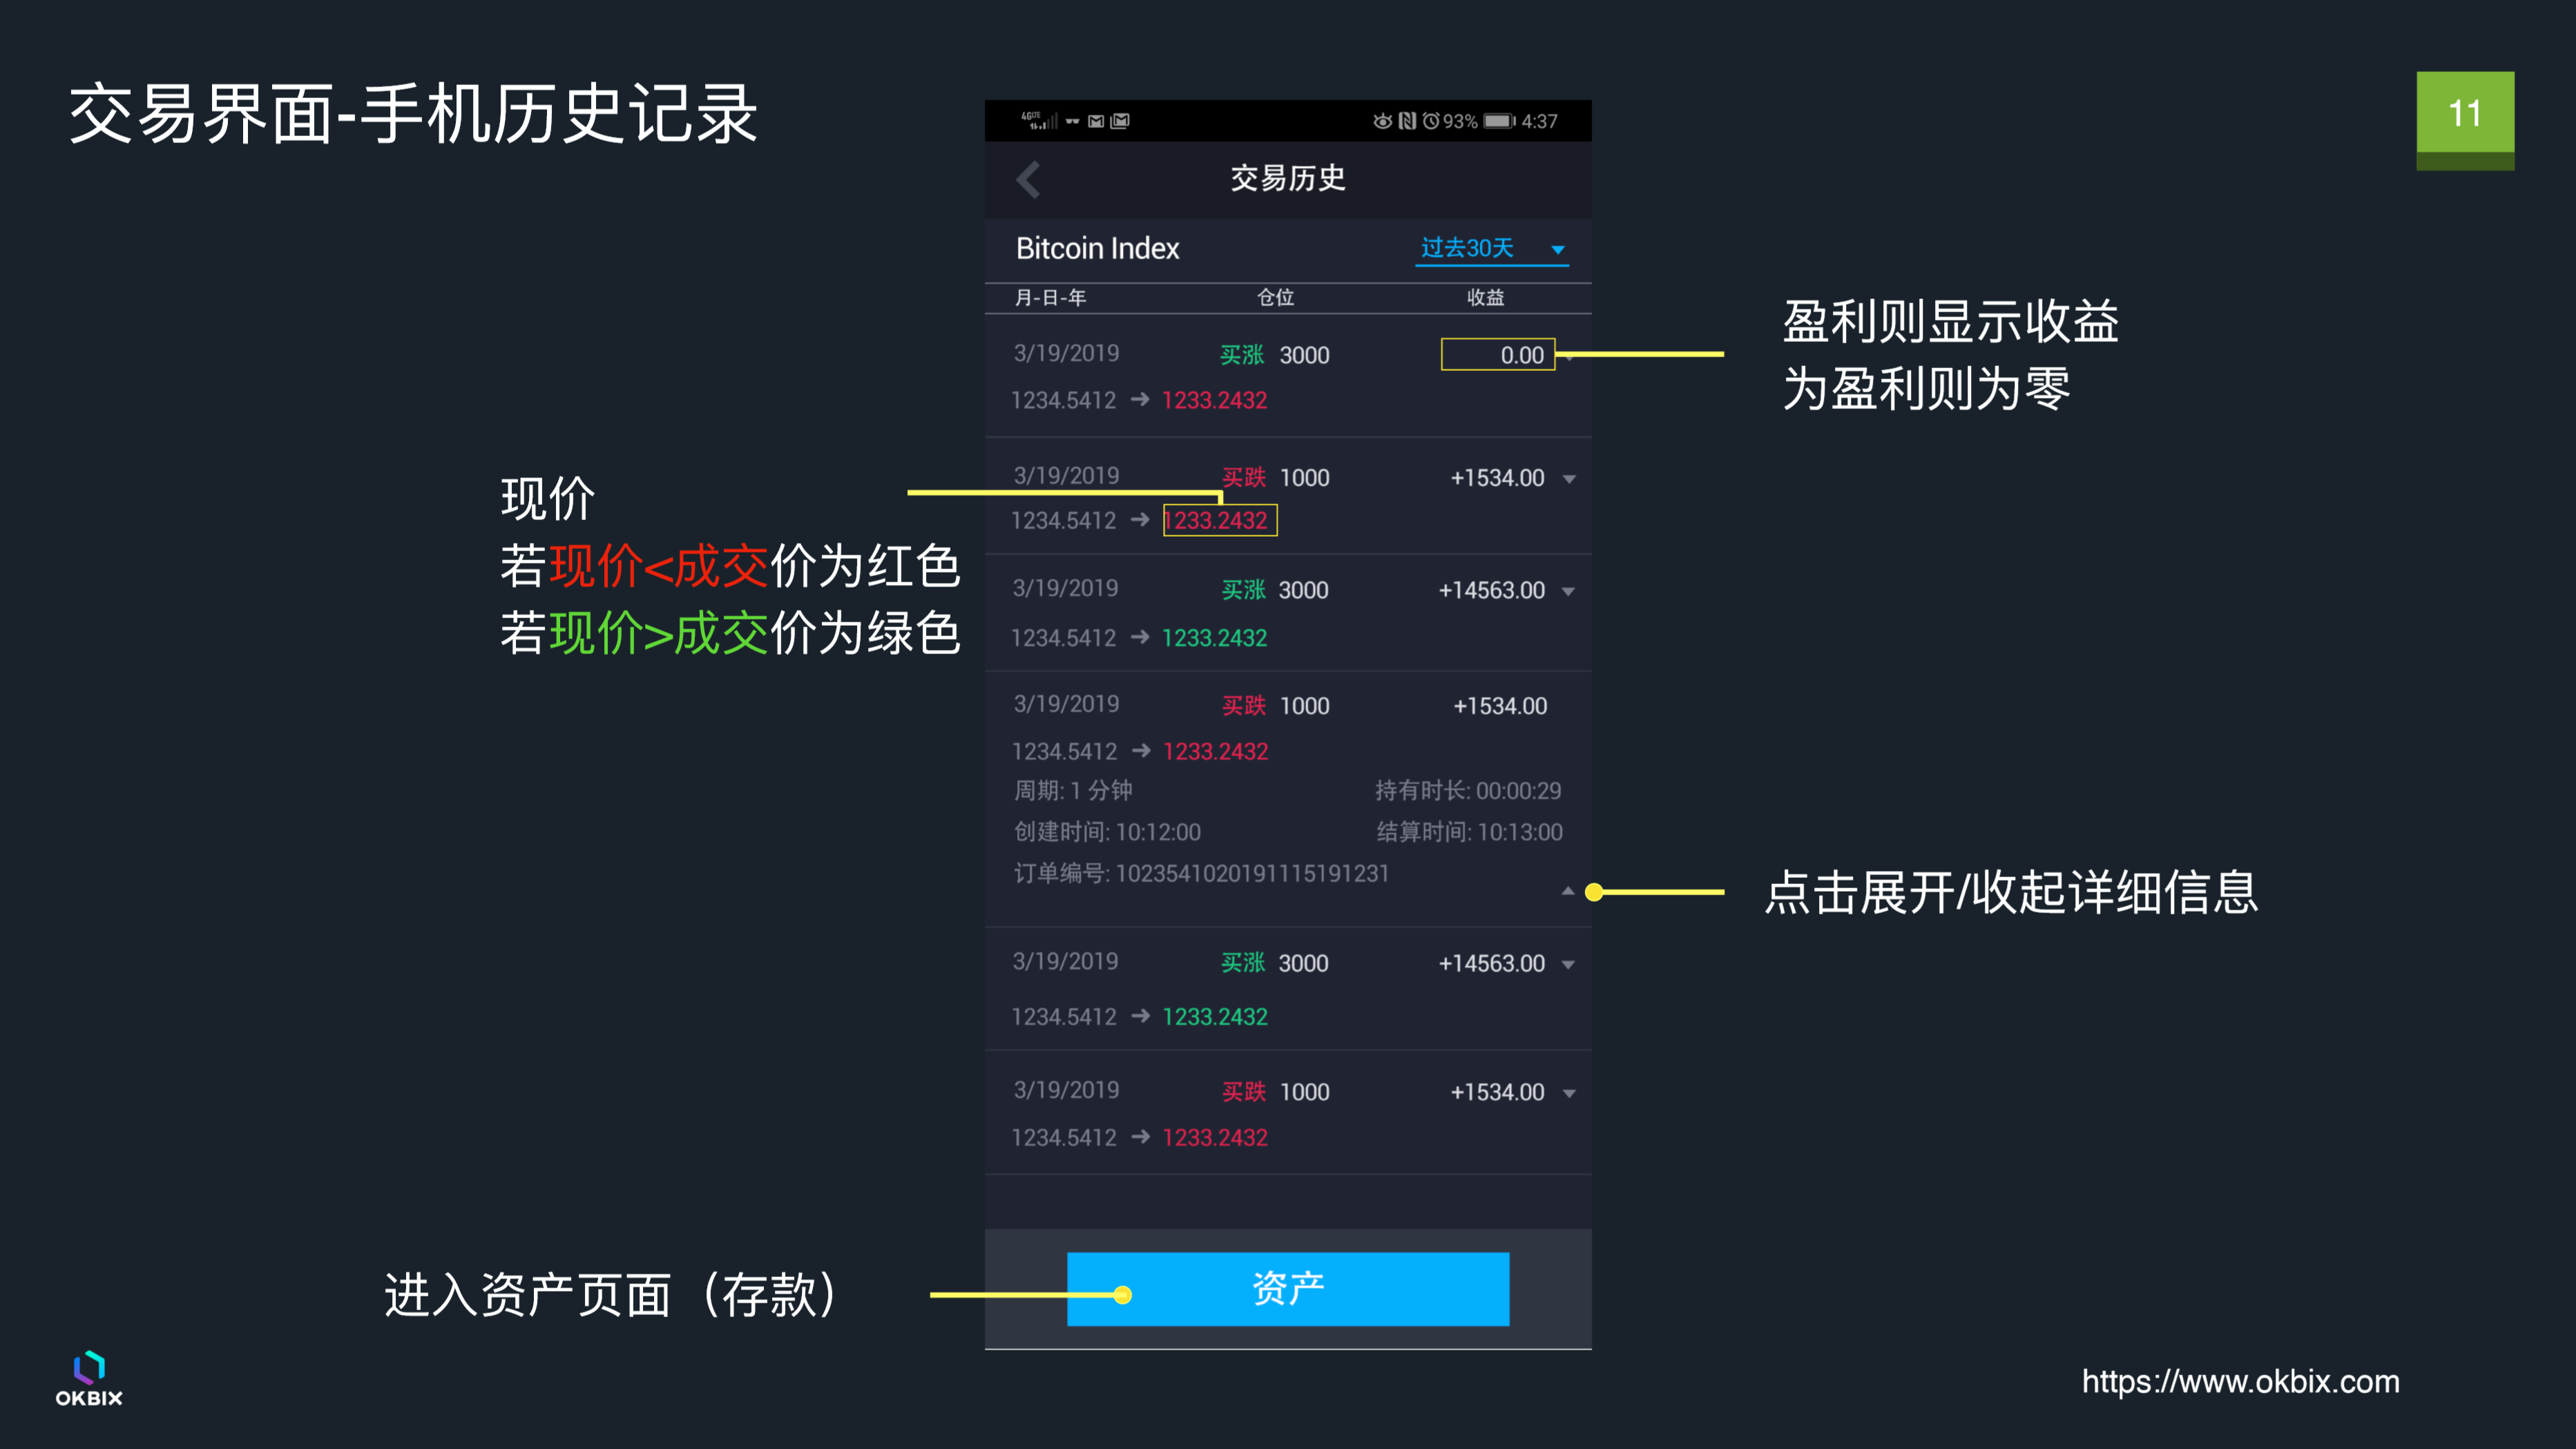 交易界面-手机历史记录
11
93% 4:37
交易历史
Bitcoin Index 过去30天
月-日-年 仓位 收益
3/19/2019 买涨 3000 0.00
1234.5412 → 1233.2432
3/19/2019 买跌 1000 +1534.00
1234.5412 → 1233.2432
3/19/2019 买涨 3000 +14563.00
1234.5412 → 1233.2432
3/19/2019 买跌 1000 +1534.00
1234.5412 → 1233.2432
周期: 1 分钟 持有时长: 00:00:29
创建时间: 10:12:00 结算时间: 10:13:00
订单编号: 1023541020191115191231
3/19/2019 买涨 3000 +14563.00
1234.5412 → 1233.2432
3/19/2019 买跌 1000 +1534.00
1234.5412 → 1233.2432
资产
盈利则显示收益
为盈利则为零
现价
若现价<成交价为红色
若现价>成交价为绿色
点击展开/收起详细信息
进入资产页面（存款）
OKBIX
https://www.okbix.com